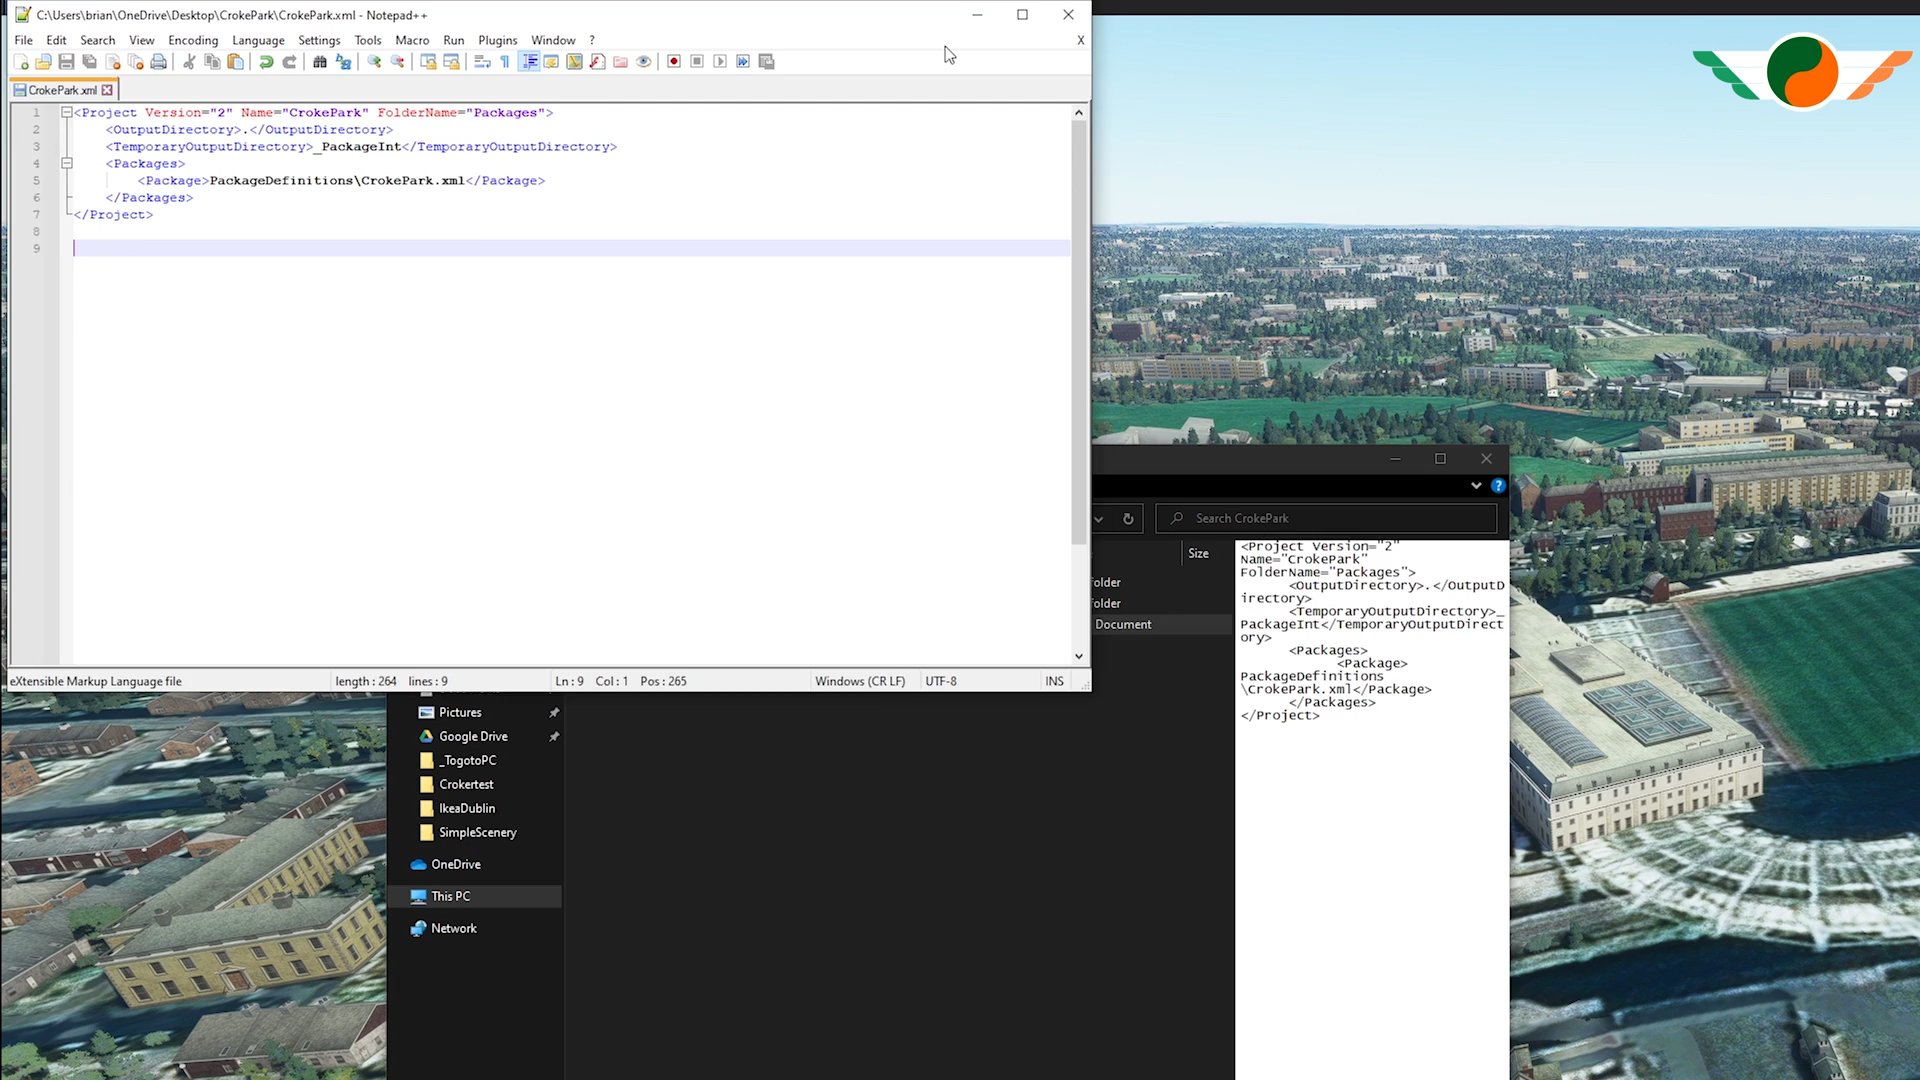 C:\Users\brian\OneDrive\Desktop\CrokePark\CrokePark.xml - Notepad++
File Edit Search View Encoding Language Settings Tools Macro Run Plugins Window ? X
CrokePark.xml
1 <Project Version="2" Name="CrokePark" FolderName="Packages">
2 <OutputDirectory>.</OutputDirectory>
3 <TemporaryOutputDirectory>_PackageInt</TemporaryOutputDirectory>
4 <Packages>
5 <Package>PackageDefinitions\CrokePark.xml</Package>
6 </Packages>
7 </Project>
8
9
eXtensible Markup Language file length : 264 lines : 9 Ln : 9 Col : 1 Pos : 265 Windows (CR LF) UTF-8 INS
Search CrokePark
Size
folder
folder
Document
<Project Version="2"
Name="CrokePark"
FolderName="Packages">
<OutputDirectory>.</OutputD
irectory>
<TemporaryOutputDirectory>_
PackageInt</TemporaryOutputDirect
ory>
<Packages>
<Package>
PackageDefinitions
\CrokePark.xml</Package>
</Packages>
</Project>
Pictures
Google Drive
_TogotoPC
Crokertest
IkeaDublin
SimpleScenery
OneDrive
This PC
Network